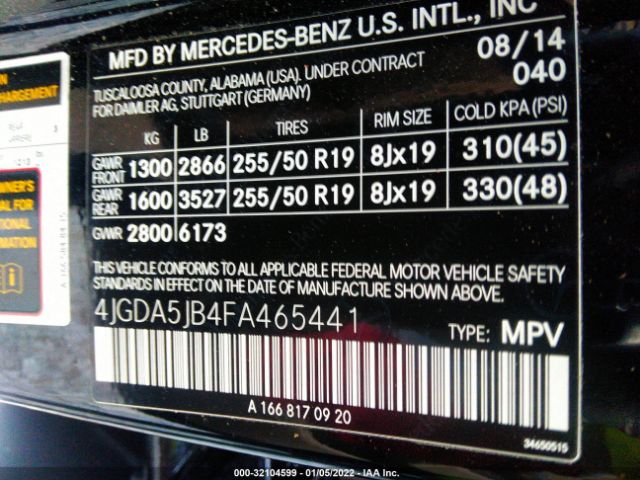 MFD BY MERCEDES-BENZ U.S. INTL., INC
TUSCALOOSA COUNTY, ALABAMA (USA). UNDER CONTRACT 08/14
FOR DAIMLER AG, STUTTGART (GERMANY) 040
KG LB TIRES RIM SIZE COLD KPA(PSI)
GAWR FRONT 1300 2866 255/50 R19 8Jx19 310(45)
GAWR REAR 1600 3527 255/50 R19 8Jx19 330(48)
GVWR 2800 6173
THIS VEHICLE CONFORMS TO ALL APPLICABLE FEDERAL MOTOR VEHICLE SAFETY
STANDARDS IN EFFECT ON THE DATE OF MANUFACTURE SHOWN ABOVE.
4JGDA5JB4FA465441 TYPE: MPV
A 166 817 09 20
34650515
A 166 584 84 15
000-32104599 — 01/05/2022 — IAA Inc.